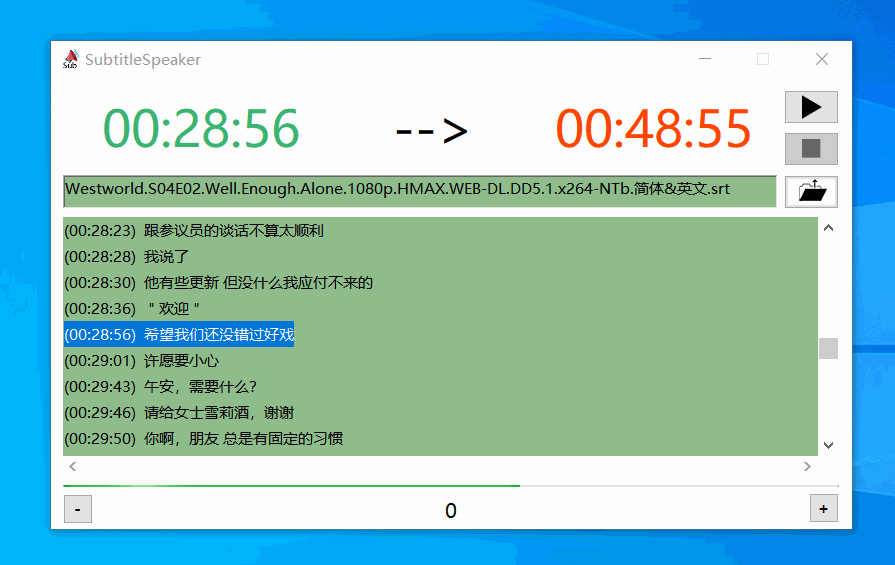 Sub SubtitleSpeaker
00:28:56 --> 00:48:55
Westworld.S04E02.Well.Enough.Alone.1080p.HMAX.WEB-DL.DD5.1.x264-NTb.简体&英文.srt
(00:28:23) 跟参议员的谈话不算太顺利
(00:28:28) 我说了
(00:28:30) 他有些更新 但没什么我应付不来的
(00:28:36) ＂欢迎＂
(00:28:56) 希望我们还没错过好戏
(00:29:01) 许愿要小心
(00:29:43) 午安，需要什么？
(00:29:46) 请给女士雪莉酒，谢谢
(00:29:50) 你啊，朋友 总是有固定的习惯
- 0 +